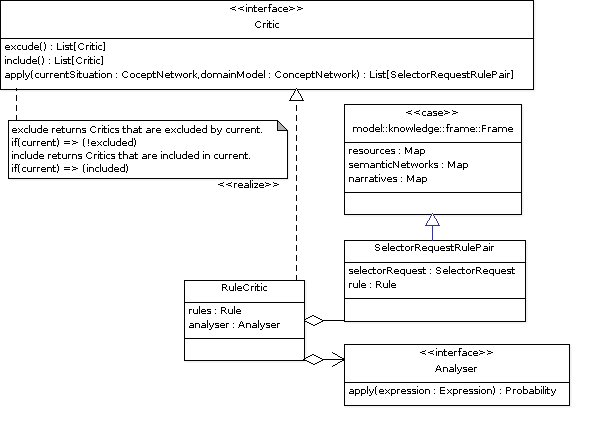 <<interface>>
Critic
excude() : List[Critic]
include() : List[Critic]
apply(currentSituation : CoceptNetwork,domainModel : ConceptNetwork) : List[SelectorRequestRulePair]
exclude returns Critics that are excluded by current.
if(current) => (!excluded)
include returns Critics that are included in current.
if(current) => (included)
<<realize>>
<<case>>
model::knowledge::frame::Frame
resources : Map
semanticNetworks : Map
narratives : Map
SelectorRequestRulePair
selectorRequest : SelectorRequest
rule : Rule
RuleCritic
rules : Rule
analyser : Analyser
<<interface>>
Analyser
apply(expression : Expression) : Probability